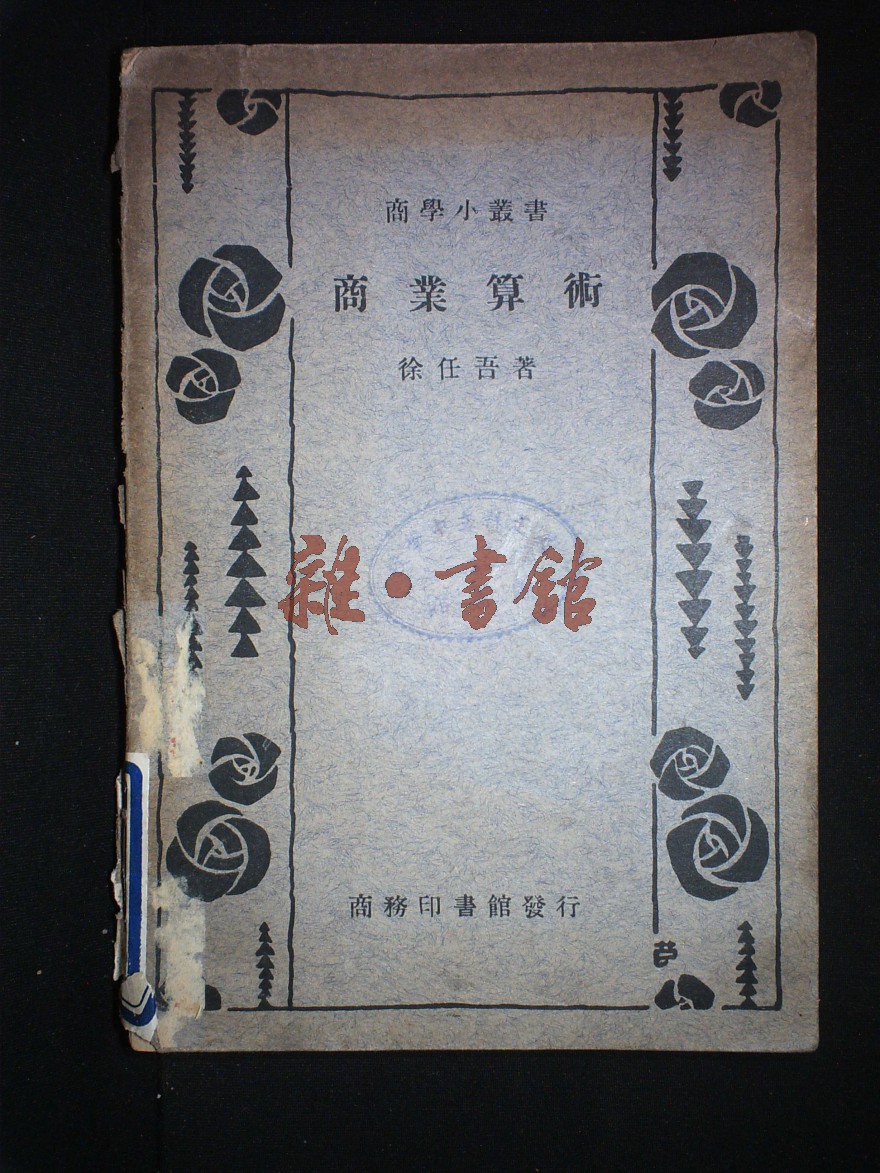 商學小叢書
商業算術
徐任吾著
雜·書館
商務印書館發行